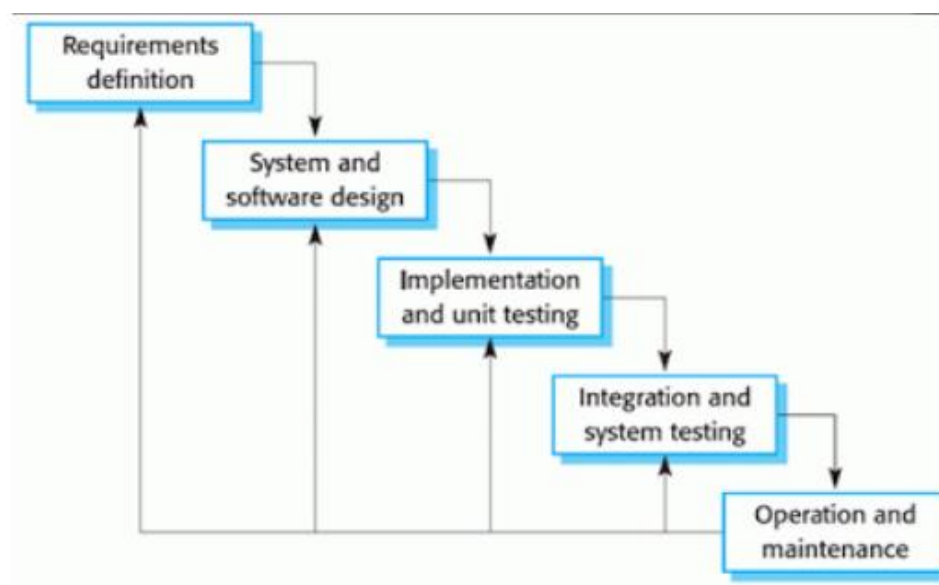 Requirements
definition
System and
software design
Implementation
and unit testing
Integration and
system testing
Operation and
maintenance